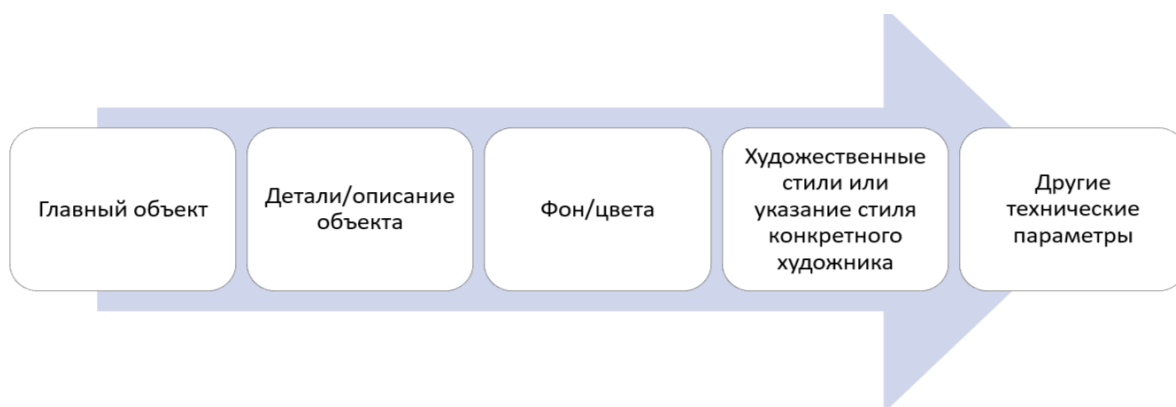 Главный объект
Детали/описание
объекта
Фон/цвета
Художественные
стили или
указание стиля
конкретного
художника
Другие
технические
параметры